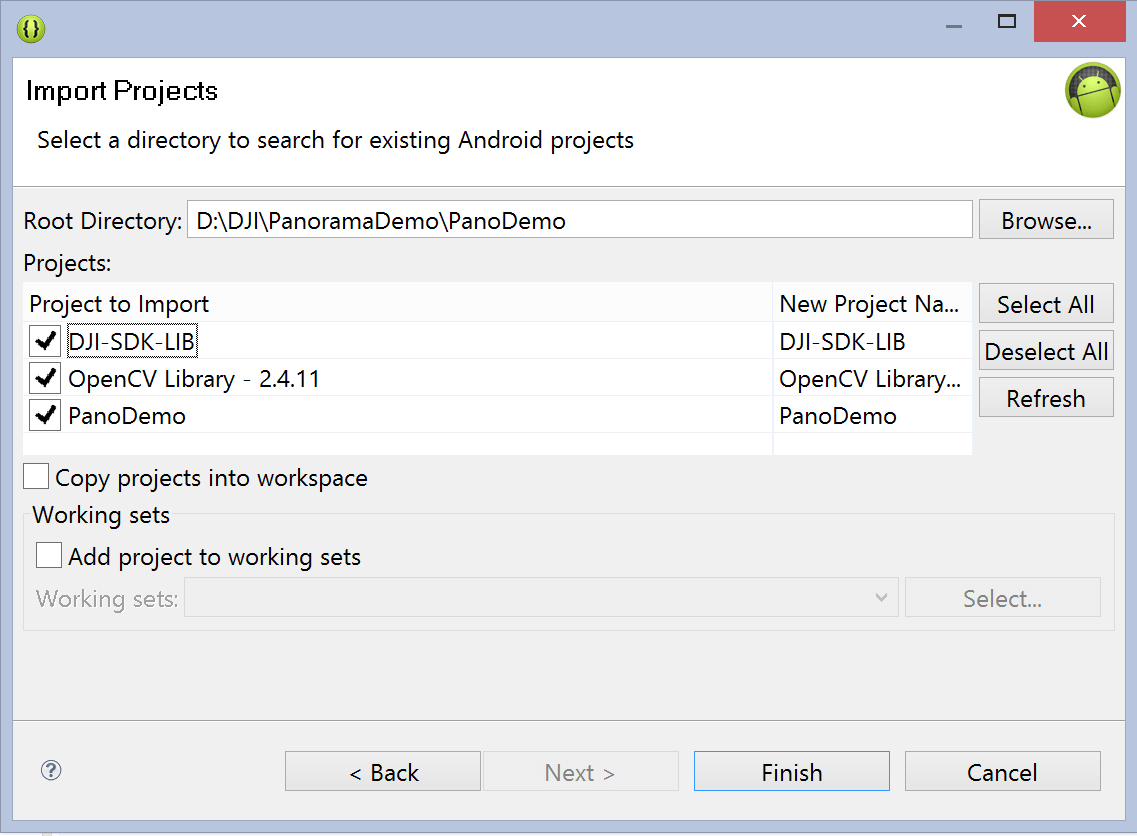 Import Projects
Select a directory to search for existing Android projects
Root Directory: D:\DJI\PanoramaDemo\PanoDemo Browse...
Projects:
Project to Import New Project Na... Select All
DJI-SDK-LIB DJI-SDK-LIB
Deselect All
OpenCV Library - 2.4.11 OpenCV Library...
Refresh
PanoDemo PanoDemo
Copy projects into workspace
Working sets
Add project to working sets
Working sets: Select...
? < Back Next > Finish Cancel